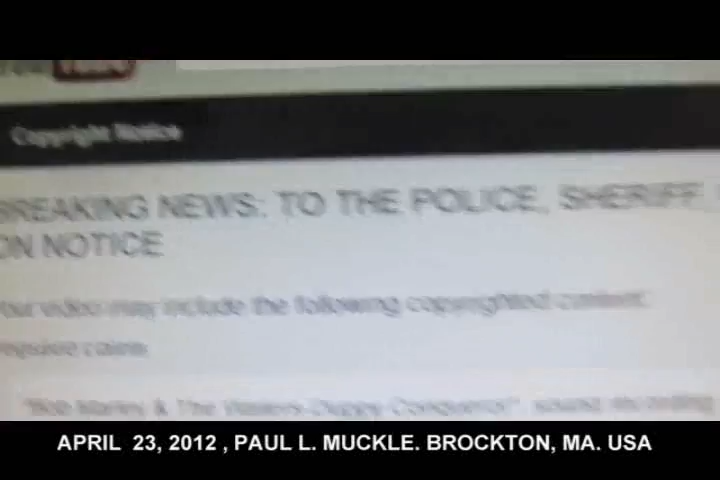 Copyright Notice
BREAKING NEWS: TO THE POLICE, SHERIFF,
ON NOTICE
Your video may include the following copyrighted content:
"Bob Marley & The Wailers-Duppy Conqueror", sound recording
APRIL 23, 2012 , PAUL L. MUCKLE. BROCKTON, MA. USA